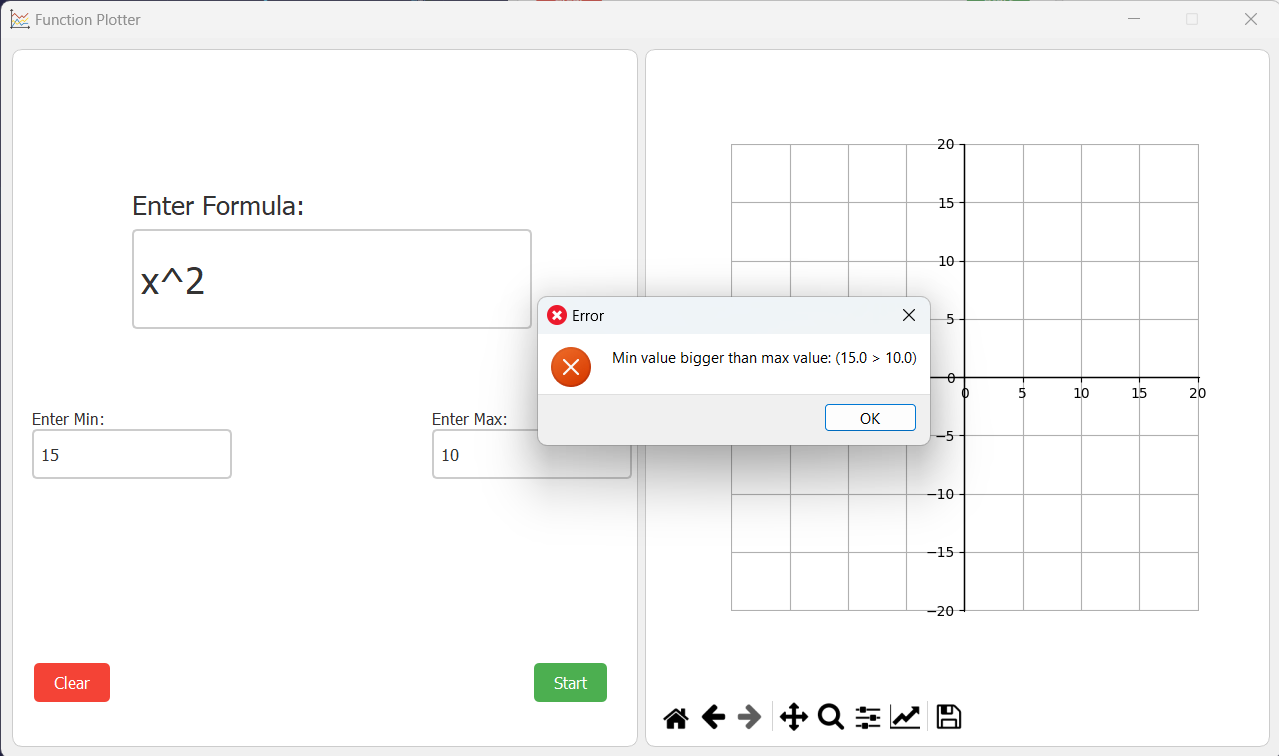 Function Plotter
Enter Formula:
x^2
Enter Min:
15
Enter Max:
10
Clear
Start
Error
Min value bigger than max value: (15.0 > 10.0)
OK
20
15
10
5
0
0 5 10 15 20
−5
−10
−15
−20